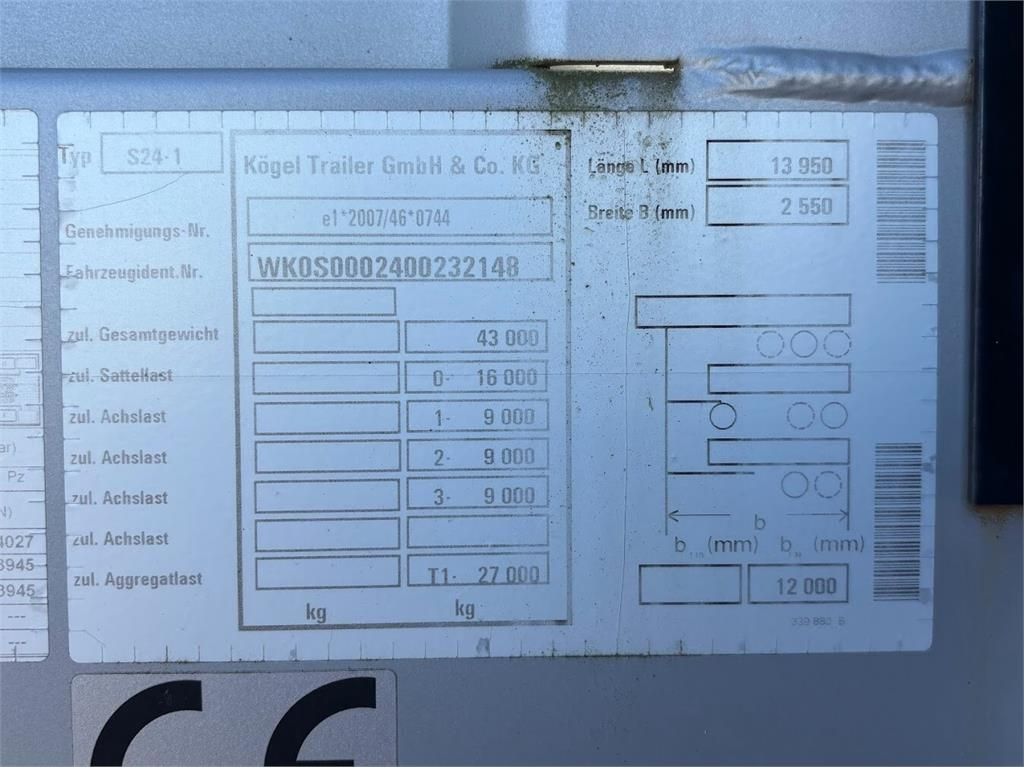 Typ S24-1
Kögel Trailer GmbH & Co. KG
Genehmigungs-Nr. e1*2007/46*0744
Fahrzeugident.Nr. WK0S0002400232148
zul. Gesamtgewicht 43 000
zul. Sattellast 0- 16 000
zul. Achslast 1- 9 000
zul. Achslast 2- 9 000
zul. Achslast 3- 9 000
zul. Achslast
zul. Aggregatlast T1- 27 000
kg kg
Länge L (mm) 13 950
Breite B (mm) 2 550
b
b (mm) b (mm)
12 000
339 880 B
Pz
4027
3945
3945
---
---
CE